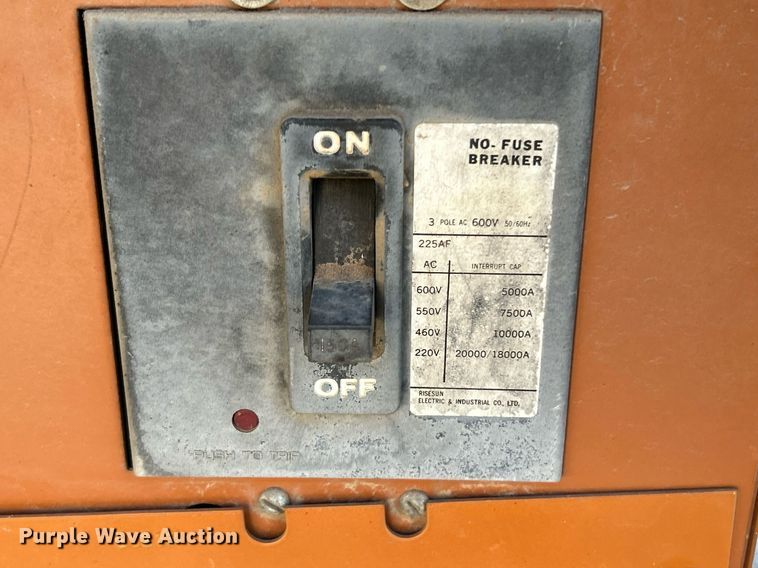 ON
OFF
NO-FUSE
BREAKER
3 POLE AC 600V 50/60Hz
225AF
AC INTERRUPT CAP
600V 5000A
550V 7500A
460V 10000A
220V 20000/18000A
RISESUN
ELECTRIC & INDUSTRIAL CO., LTD.
PUSH TO TRIP
Purple Wave Auction